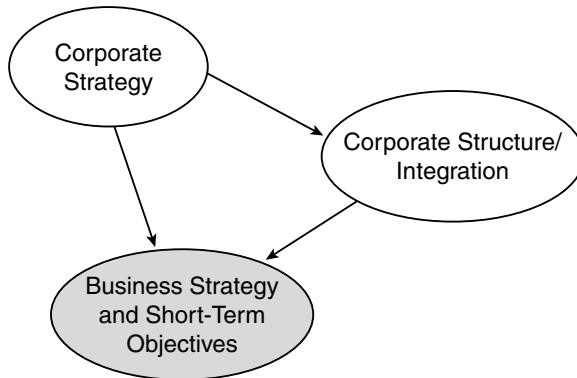 Corporate
Strategy
Corporate Structure/
Integration
Business Strategy
and Short-Term
Objectives